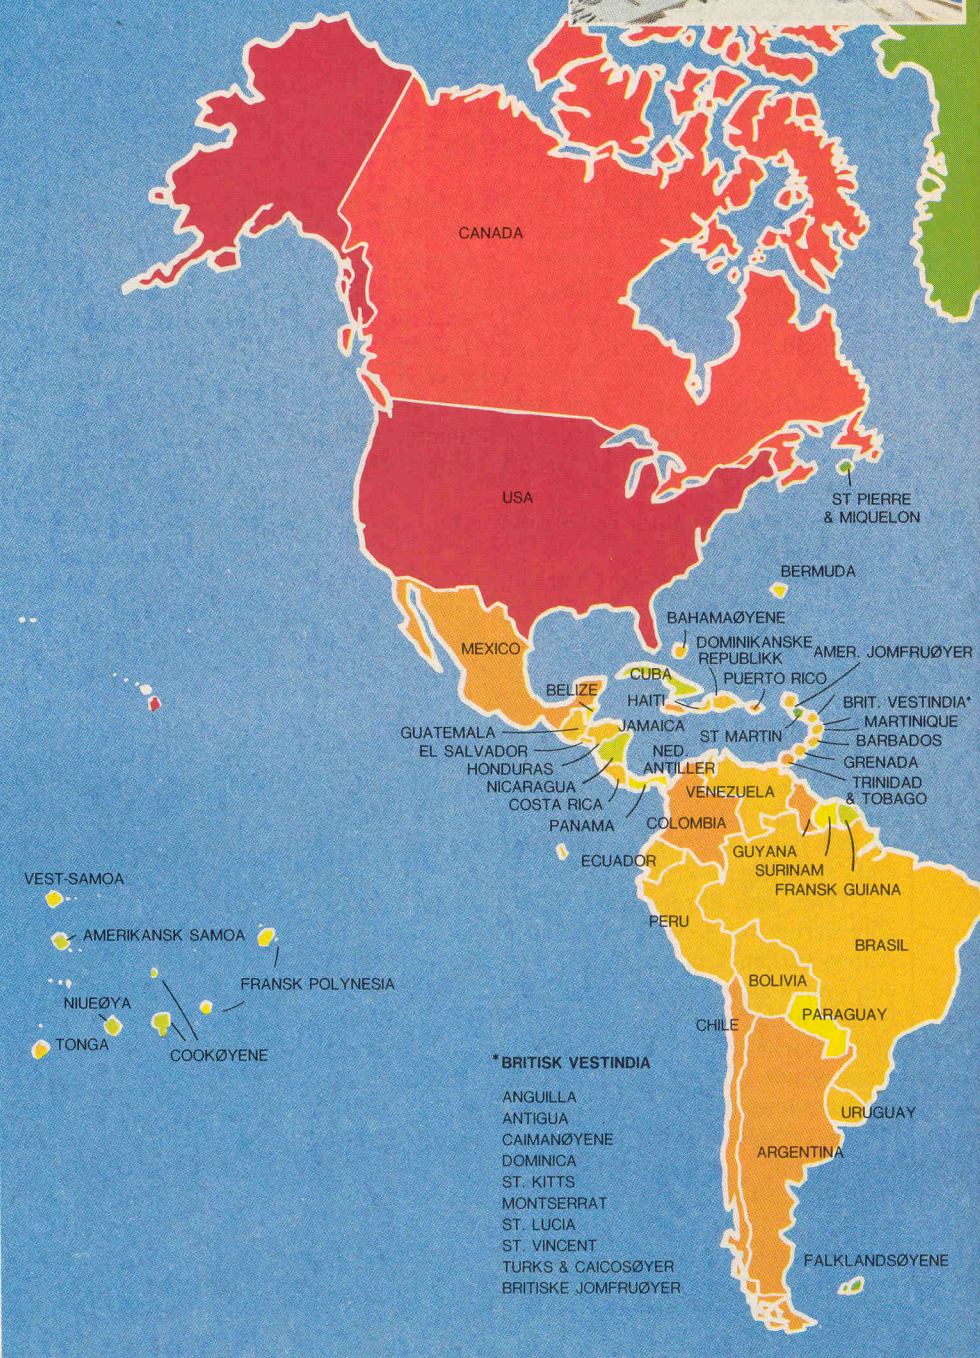 CANADA
USA
ST PIERRE
& MIQUELON
BERMUDA
BAHAMAØYENE
DOMINIKANSKE
REPUBLIKK
AMER. JOMFRUØYER
MEXICO
CUBA
PUERTO RICO
BELIZE
HAITI
BRIT. VESTINDIA*
MARTINIQUE
GUATEMALA
JAMAICA
ST MARTIN
BARBADOS
EL SALVADOR
NED.
ANTILLER
GRENADA
HONDURAS
TRINIDAD
& TOBAGO
NICARAGUA
VENEZUELA
COSTA RICA
PANAMA
COLOMBIA
ECUADOR
GUYANA
SURINAM
FRANSK GUIANA
VEST-SAMOA
PERU
AMERIKANSK SAMOA
BRASIL
FRANSK POLYNESIA
BOLIVIA
NIUEØYA
PARAGUAY
CHILE
TONGA
COOKØYENE
*BRITISK VESTINDIA
ANGUILLA
ANTIGUA
CAIMANØYENE
DOMINICA
ST. KITTS
MONTSERRAT
ST. LUCIA
ST. VINCENT
TURKS & CAICOSØYER
BRITISKE JOMFRUØYER
URUGUAY
ARGENTINA
FALKLANDSØYENE